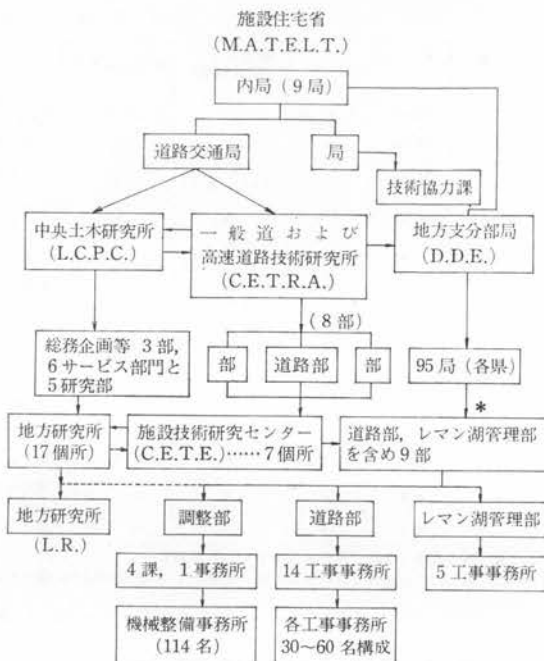 施設住宅省
(M.A.T.E.L.T.)
内局(9局)
道路交通局
局
技術協力課
中央土木研究所
(L.C.P.C.)
一般道および
高速道路技術研究所
(C.E.T.R.A.)
地方支分部局
(D.D.E.)
(8部)
総務企画等 3部,
6サービス部門と
5研究部
部
道路部
部
95局(各県)
*
地方研究所
(17個所)
施設技術研究センター
(C.E.T.E.)……7個所
道路部,レマン湖管理部
を含め9部
地方研究所
(L.R.)
調整部
道路部
レマン湖管理部
4課,1事務所
14工事事務所
5工事事務所
機械整備事務所
(114名)
各工事事務所
30~60名構成